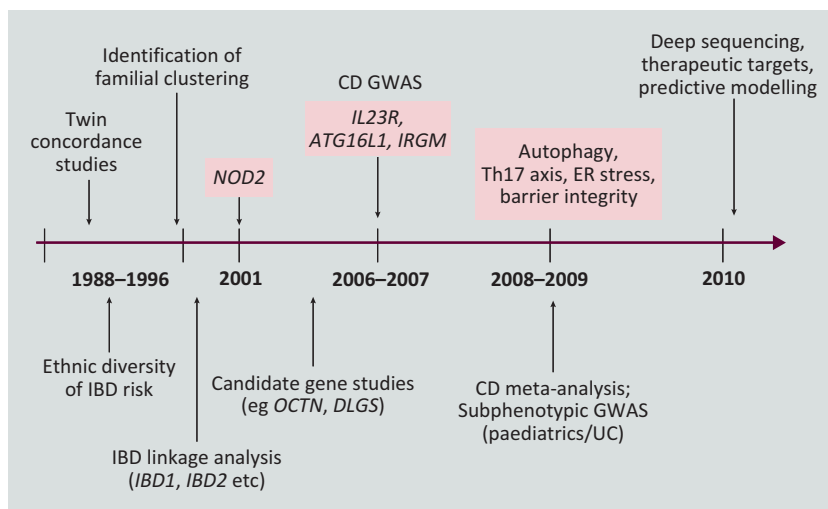 Identification of
familial clustering
Twin
concordance
studies
NOD2
CD GWAS
IL23R,
ATG16L1, IRGM
Autophagy,
Th17 axis, ER stress,
barrier integrity
Deep sequencing,
therapeutic targets,
predictive modelling
1988–1996
2001
2006–2007
2008–2009
2010
Ethnic diversity
of IBD risk
IBD linkage analysis
(IBD1, IBD2 etc)
Candidate gene studies
(eg OCTN, DLGS)
CD meta-analysis;
Subphenotypic GWAS
(paediatrics/UC)